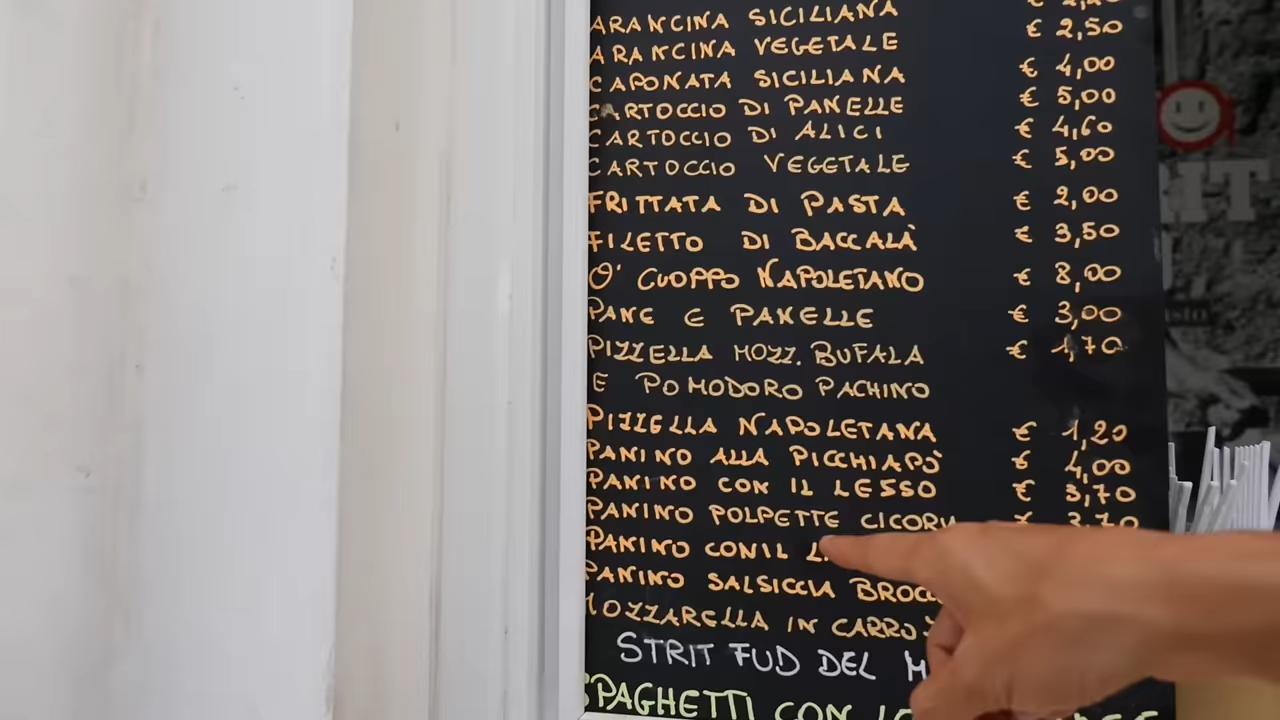 ARANCINA SICILIANA
ARANCINA VEGETALE € 2,50
CAPONATA SICILIANA € 4,00
CARTOCCIO DI PANELLE € 5,00
CARTOCCIO DI ALICI € 4,60
CARTOCCIO VEGETALE € 5,00
FRITTATA DI PASTA € 2,00
FILETTO DI BACCALÀ € 3,50
O' CUOPPO NAPOLETANO € 8,00
PANE E PANELLE € 3,00
PIZZELLA MOZZ. BUFALA € 1,70
E POMODORO PACHINO
PIZZELLA NAPOLETANA € 1,20
PANINO ALLA PICCHIAPÒ € 4,00
PANINO CON IL LESSO € 3,70
PANINO POLPETTE € 3,70
PANINO CON IL
PANINO SALSICCIA
MOZZARELLA IN
STRIT FUD DEL
SPAGHETTI CON
IT